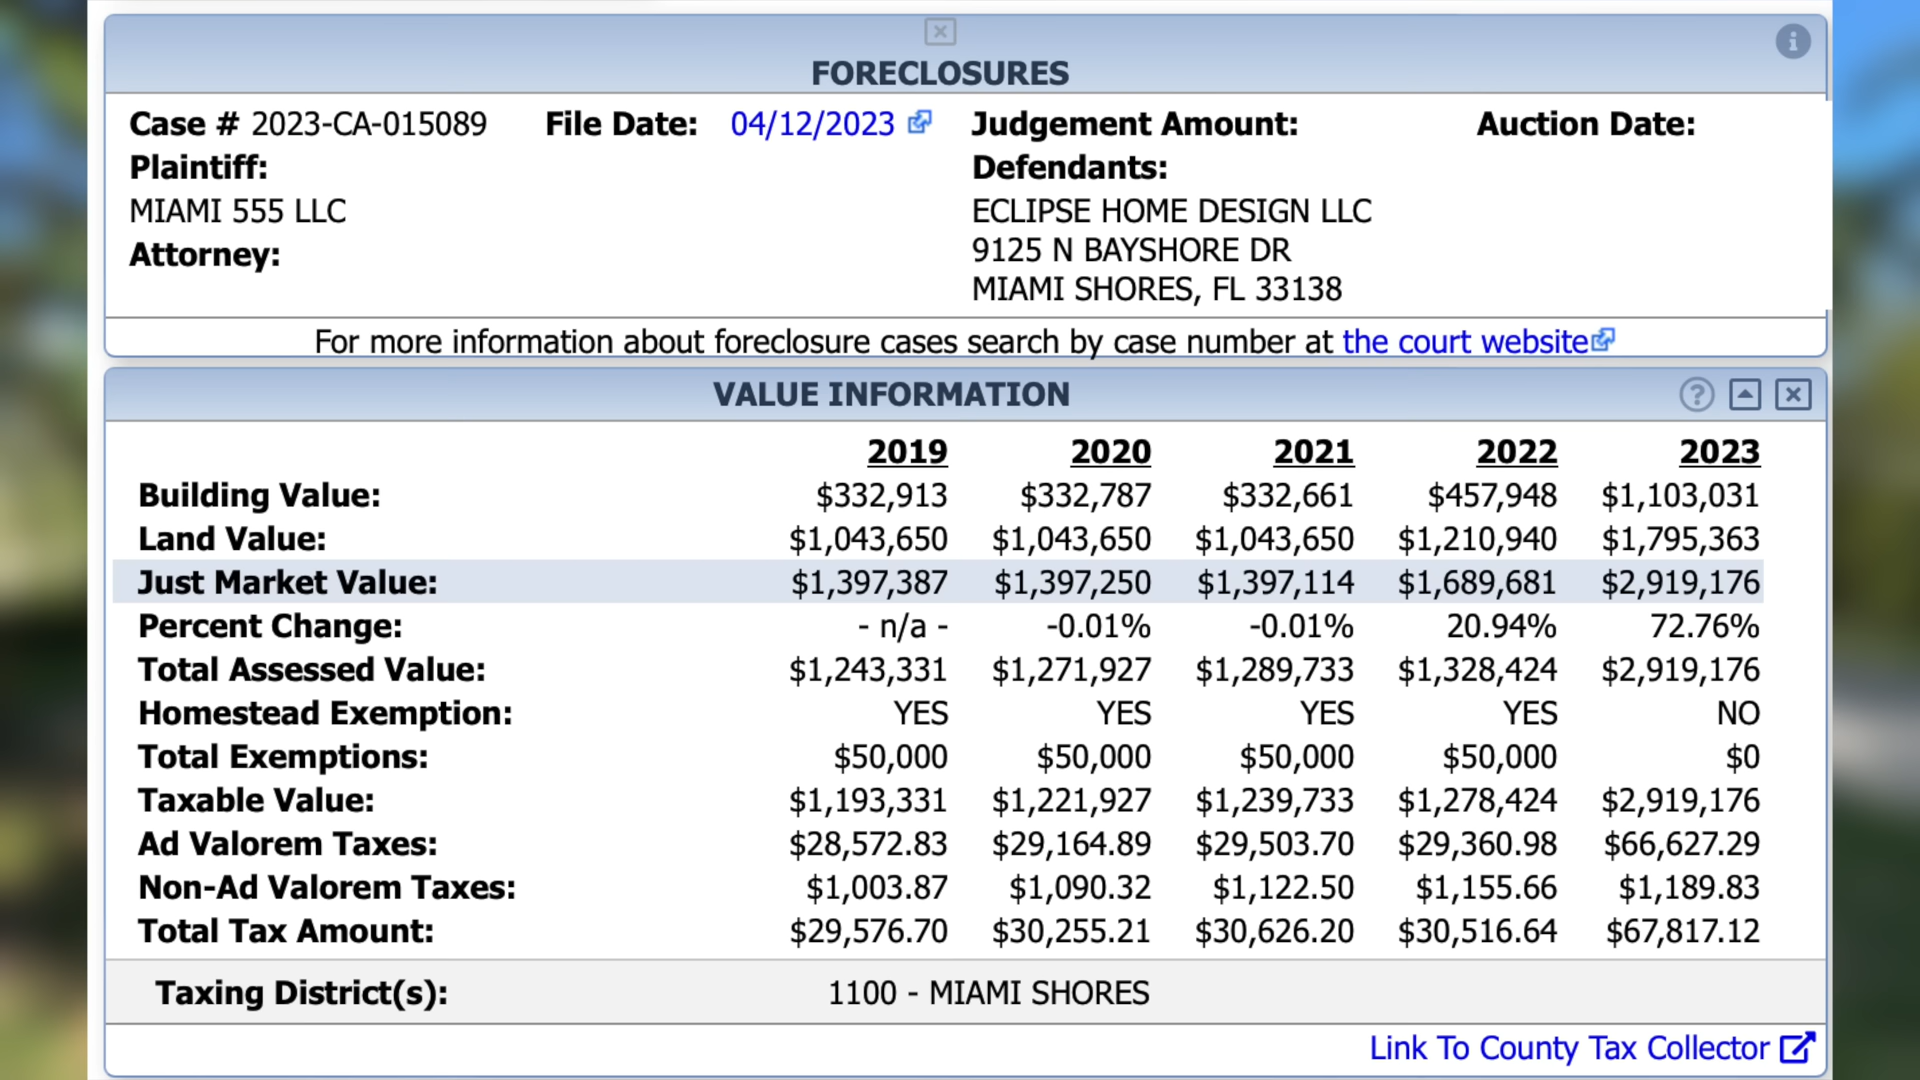 FORECLOSURES
Case # 2023-CA-015089 File Date: 04/12/2023 Judgement Amount: Auction Date:
Plaintiff: Defendants:
MIAMI 555 LLC ECLIPSE HOME DESIGN LLC
Attorney: 9125 N BAYSHORE DR
MIAMI SHORES, FL 33138
For more information about foreclosure cases search by case number at the court website
VALUE INFORMATION
2019 2020 2021 2022 2023
Building Value: $332,913 $332,787 $332,661 $457,948 $1,103,031
Land Value: $1,043,650 $1,043,650 $1,043,650 $1,210,940 $1,795,363
Just Market Value: $1,397,387 $1,397,250 $1,397,114 $1,689,681 $2,919,176
Percent Change: - n/a - -0.01% -0.01% 20.94% 72.76%
Total Assessed Value: $1,243,331 $1,271,927 $1,289,733 $1,328,424 $2,919,176
Homestead Exemption: YES YES YES YES NO
Total Exemptions: $50,000 $50,000 $50,000 $50,000 $0
Taxable Value: $1,193,331 $1,221,927 $1,239,733 $1,278,424 $2,919,176
Ad Valorem Taxes: $28,572.83 $29,164.89 $29,503.70 $29,360.98 $66,627.29
Non-Ad Valorem Taxes: $1,003.87 $1,090.32 $1,122.50 $1,155.66 $1,189.83
Total Tax Amount: $29,576.70 $30,255.21 $30,626.20 $30,516.64 $67,817.12
Taxing District(s): 1100 - MIAMI SHORES
Link To County Tax Collector